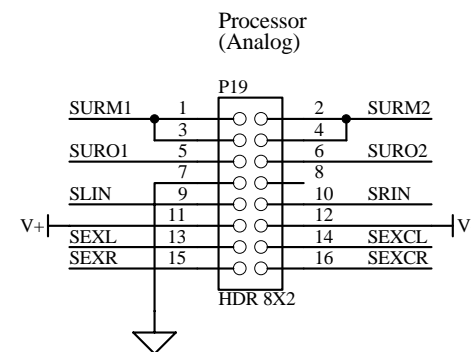 Processor
(Analog)
P19
SURM1 1 2 SURM2
3 4
SURO1 5 6 SURO2
7 8
SLIN 9 10 SRIN
V+ 11 12 V
SEXL 13 14 SEXCL
SEXR 15 16 SEXCR
HDR 8X2